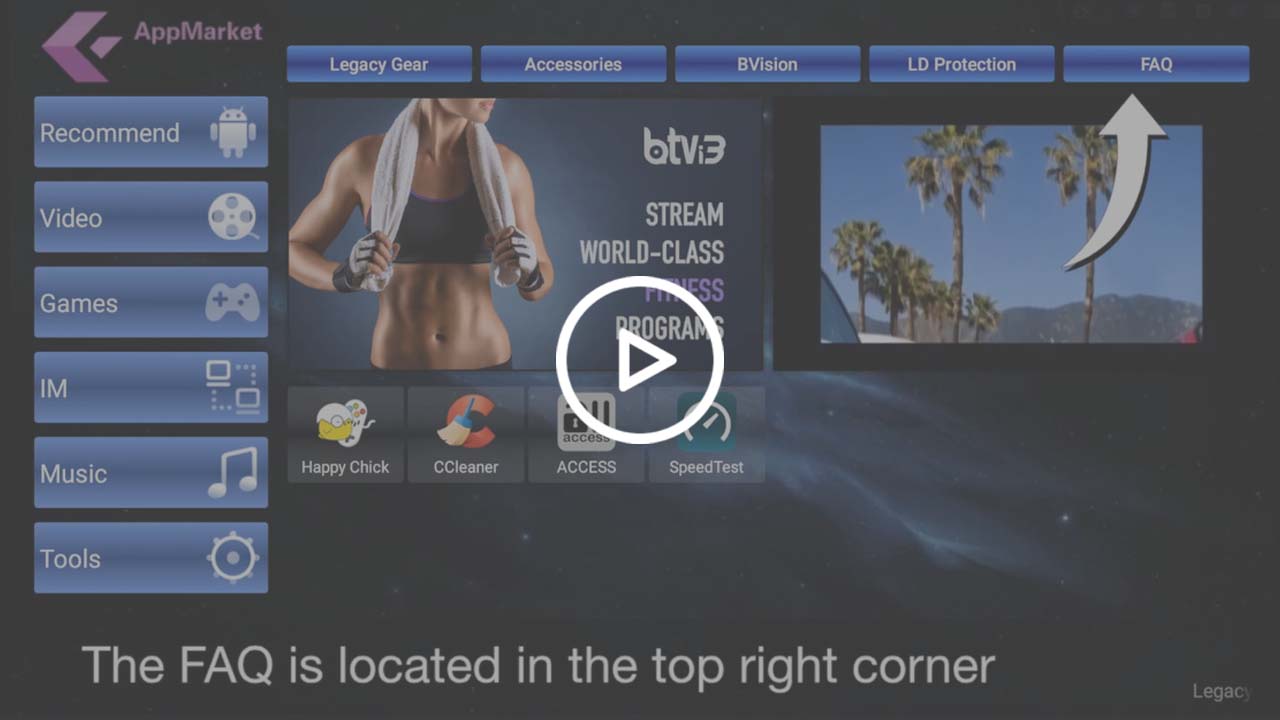 AppMarket
Legacy Gear
Accessories
BVision
LD Protection
FAQ
Recommend
Video
Games
IM
Music
Tools
btvi3
STREAM
WORLD-CLASS
FITNESS
PROGRAMS
access
Happy Chick
CCleaner
ACCESS
SpeedTest
The FAQ is located in the top right corner
Legacy